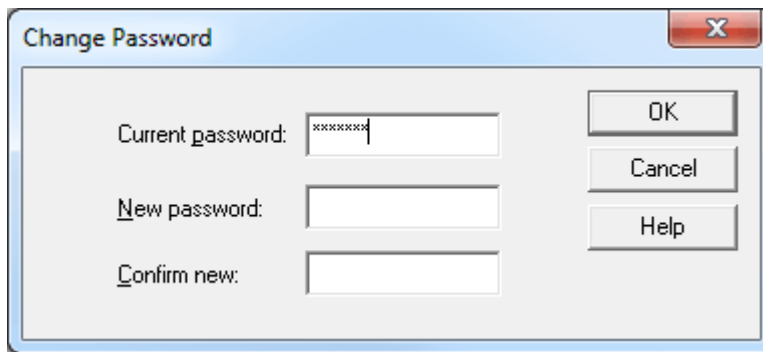 Change Password
x
Current password: *******
OK
Cancel
New password:
Help
Confirm new: